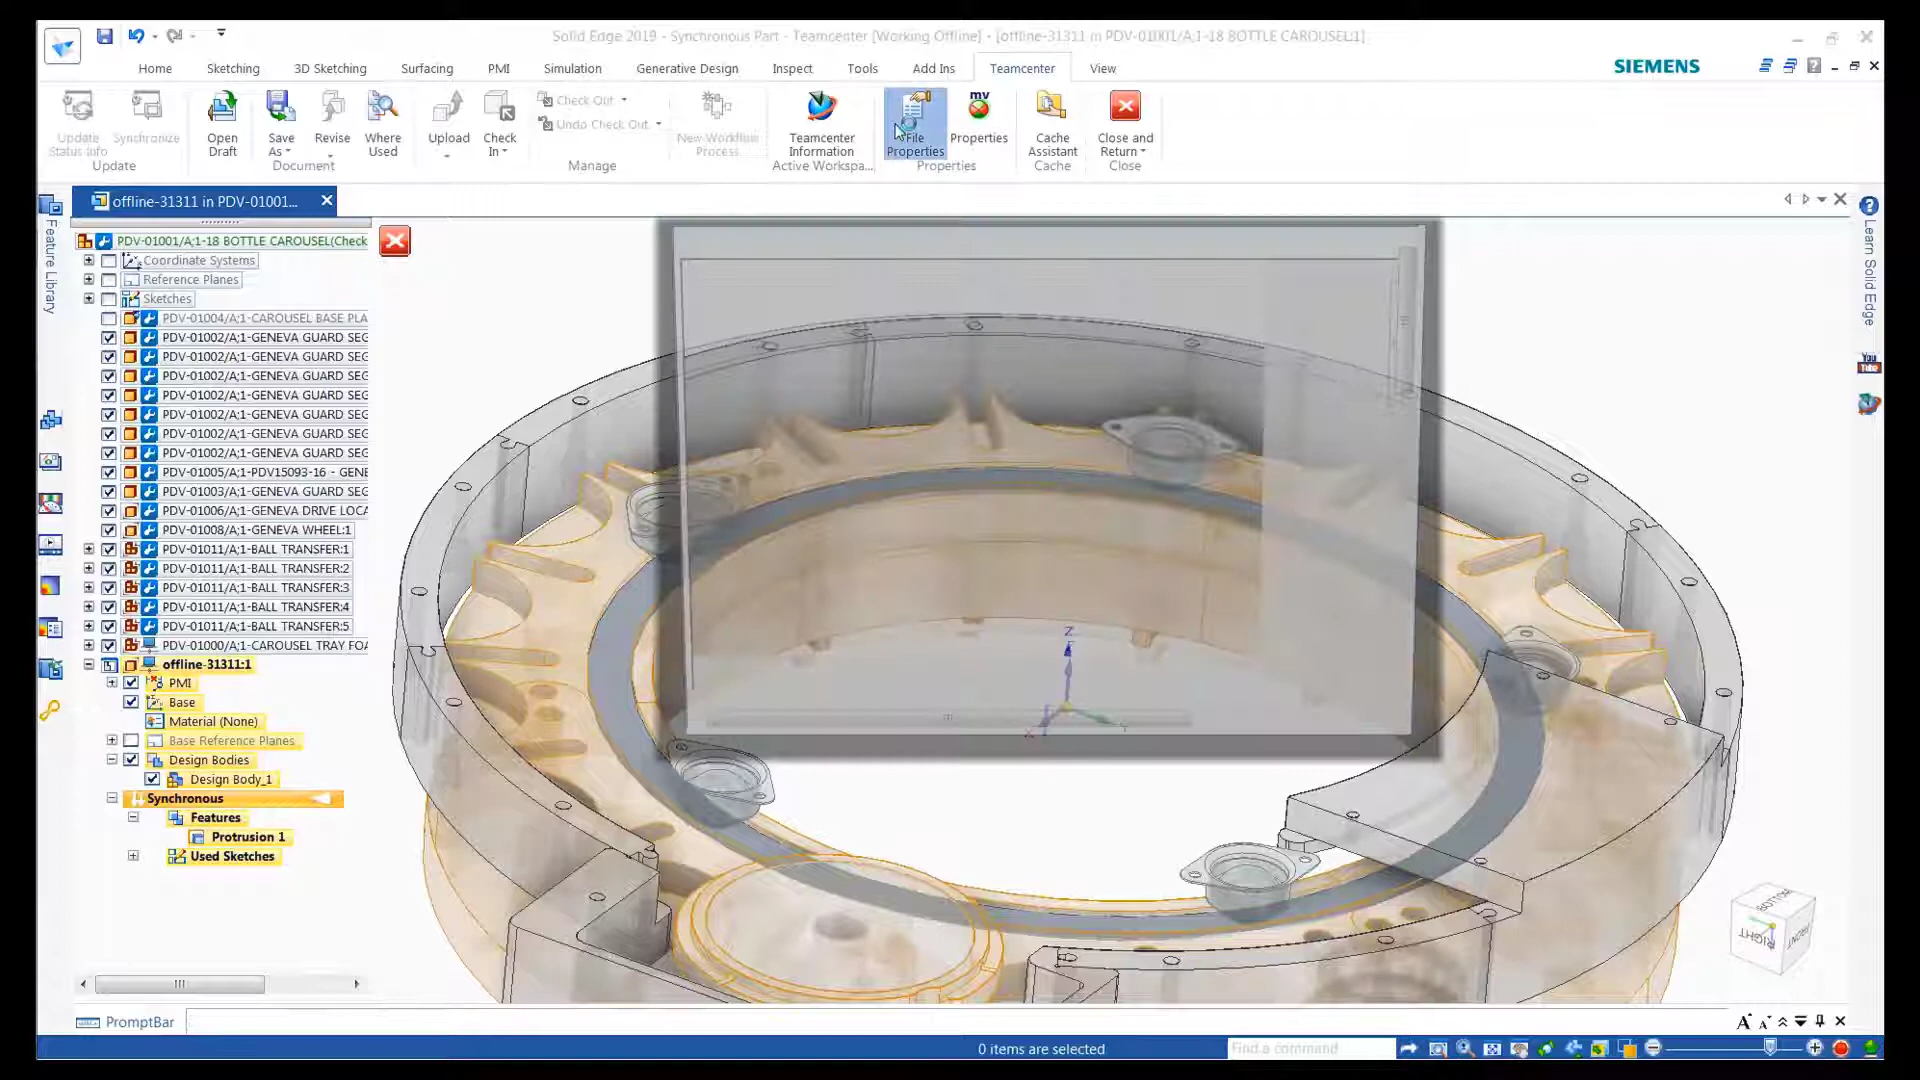 Solid Edge 2019 - Synchronous Part - Teamcenter [Working Offline] - [offline-31311 in PDV-01001/A;1-18 BOTTLE CAROUSEL:1]
Home Sketching 3D Sketching Surfacing PMI Simulation Generative Design Inspect Tools Add Ins Teamcenter View
SIEMENS
Update Status Info
Synchronize
Update
Open Draft
Save As
Revise
Where Used
Document
Upload
Check In
Check Out
Undo Check Out
Manage
New Workflow Process
Teamcenter Information
Active Workspa...
File Properties
mv
Properties
Properties
Cache Assistant
Cache
Close and Return
Close
offline-31311 in PDV-01001...
Feature Library
Learn Solid Edge
You
Tube
PDV-01001/A;1-18 BOTTLE CAROUSEL(Check
Coordinate Systems
Reference Planes
Sketches
PDV-01004/A;1-CAROUSEL BASE PLA
PDV-01002/A;1-GENEVA GUARD SEG
PDV-01002/A;1-GENEVA GUARD SEG
PDV-01002/A;1-GENEVA GUARD SEG
PDV-01002/A;1-GENEVA GUARD SEG
PDV-01002/A;1-GENEVA GUARD SEG
PDV-01002/A;1-GENEVA GUARD SEG
PDV-01002/A;1-GENEVA GUARD SEG
PDV-01005/A;1-PDV15093-16 - GENE
PDV-01003/A;1-GENEVA GUARD SEG
PDV-01006/A;1-GENEVA DRIVE LOCA
PDV-01008/A;1-GENEVA WHEEL:1
PDV-01011/A;1-BALL TRANSFER:1
PDV-01011/A;1-BALL TRANSFER:2
PDV-01011/A;1-BALL TRANSFER:3
PDV-01011/A;1-BALL TRANSFER:4
PDV-01011/A;1-BALL TRANSFER:5
PDV-01000/A;1-CAROUSEL TRAY FOA
offline-31311:1
PMI
Base
Material (None)
Base Reference Planes
Design Bodies
Design Body_1
Synchronous
Features
Protrusion 1
Used Sketches
Z
BOTTOM
RIGHT
FRONT
PromptBar
0 items are selected
Find a command